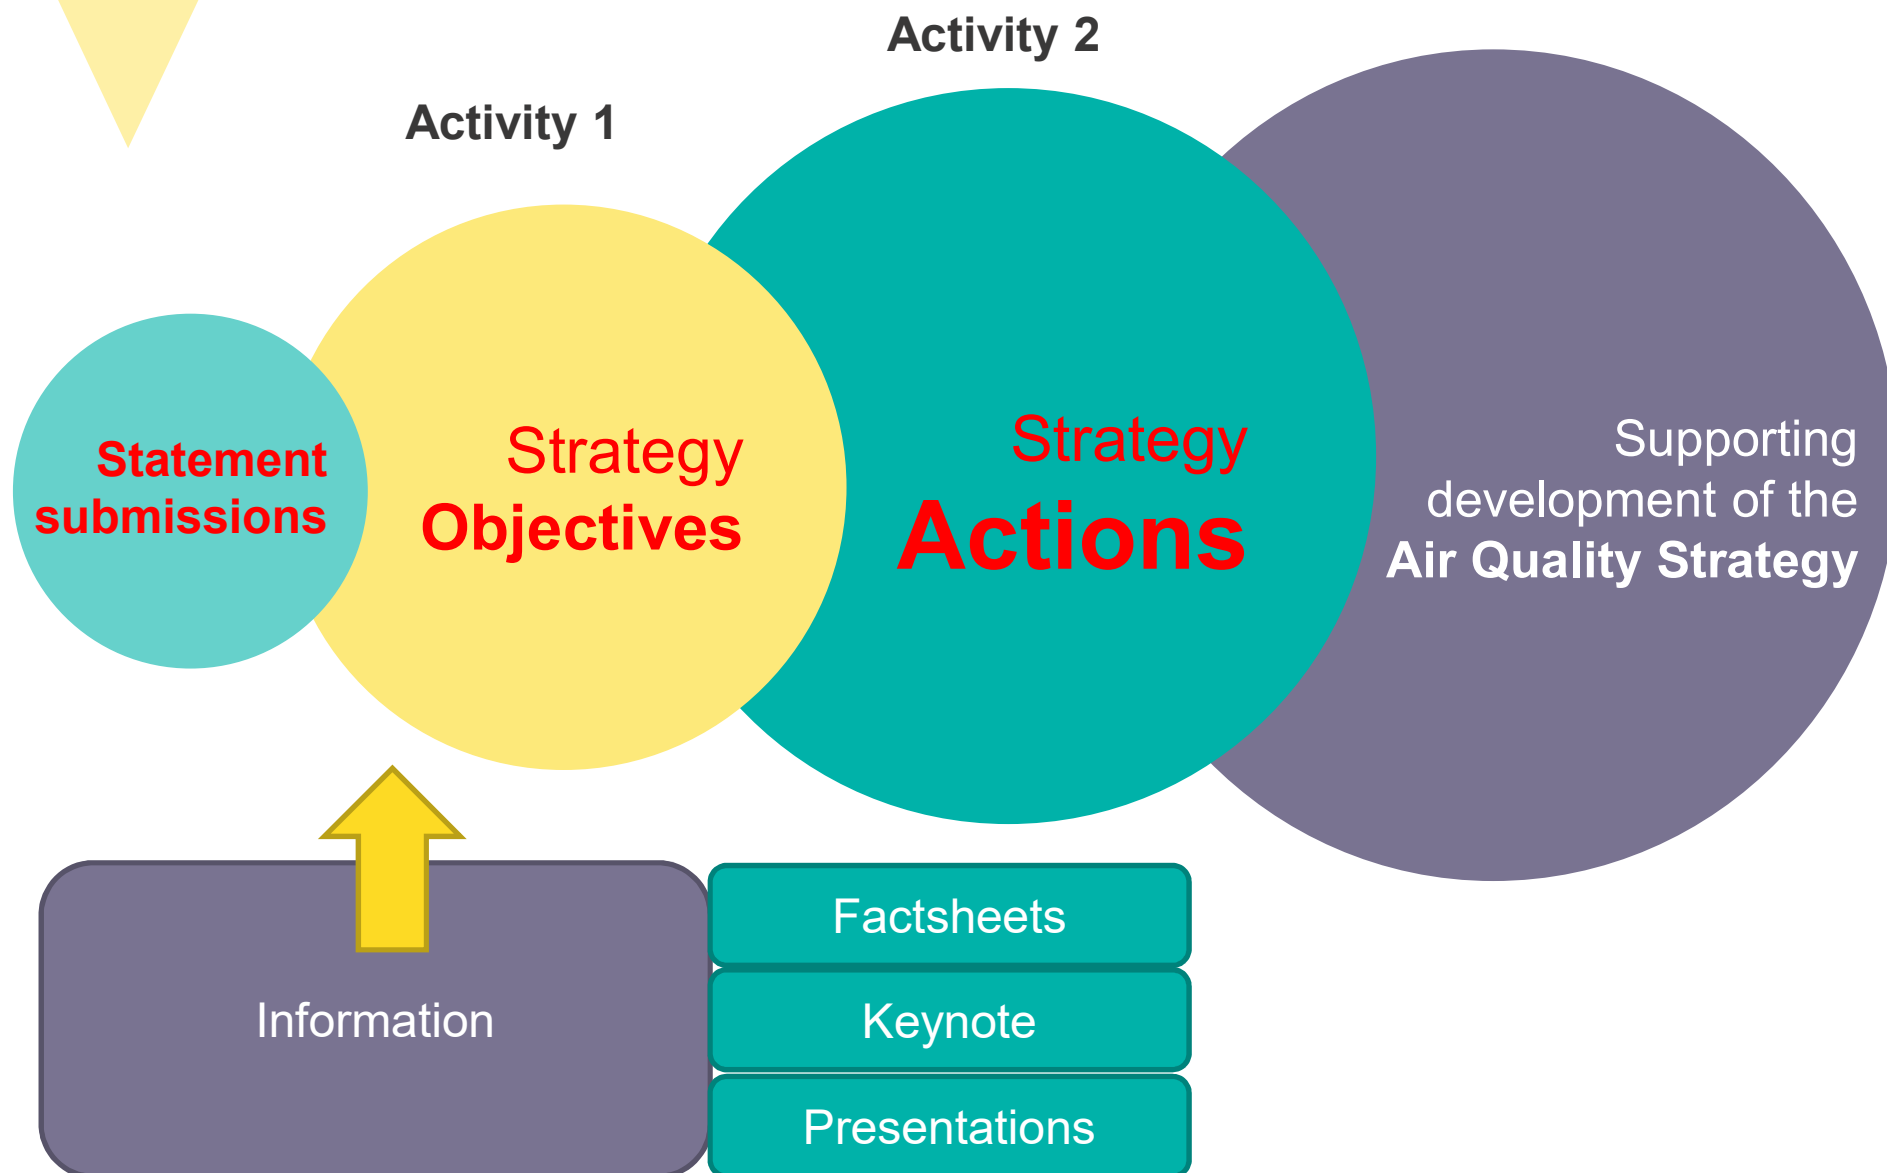 Activity 2
Activity 1
Statement
submissions
Strategy
Objectives
Strategy
Actions
Supporting
development of the
Air Quality Strategy
Information
Factsheets
Keynote
Presentations